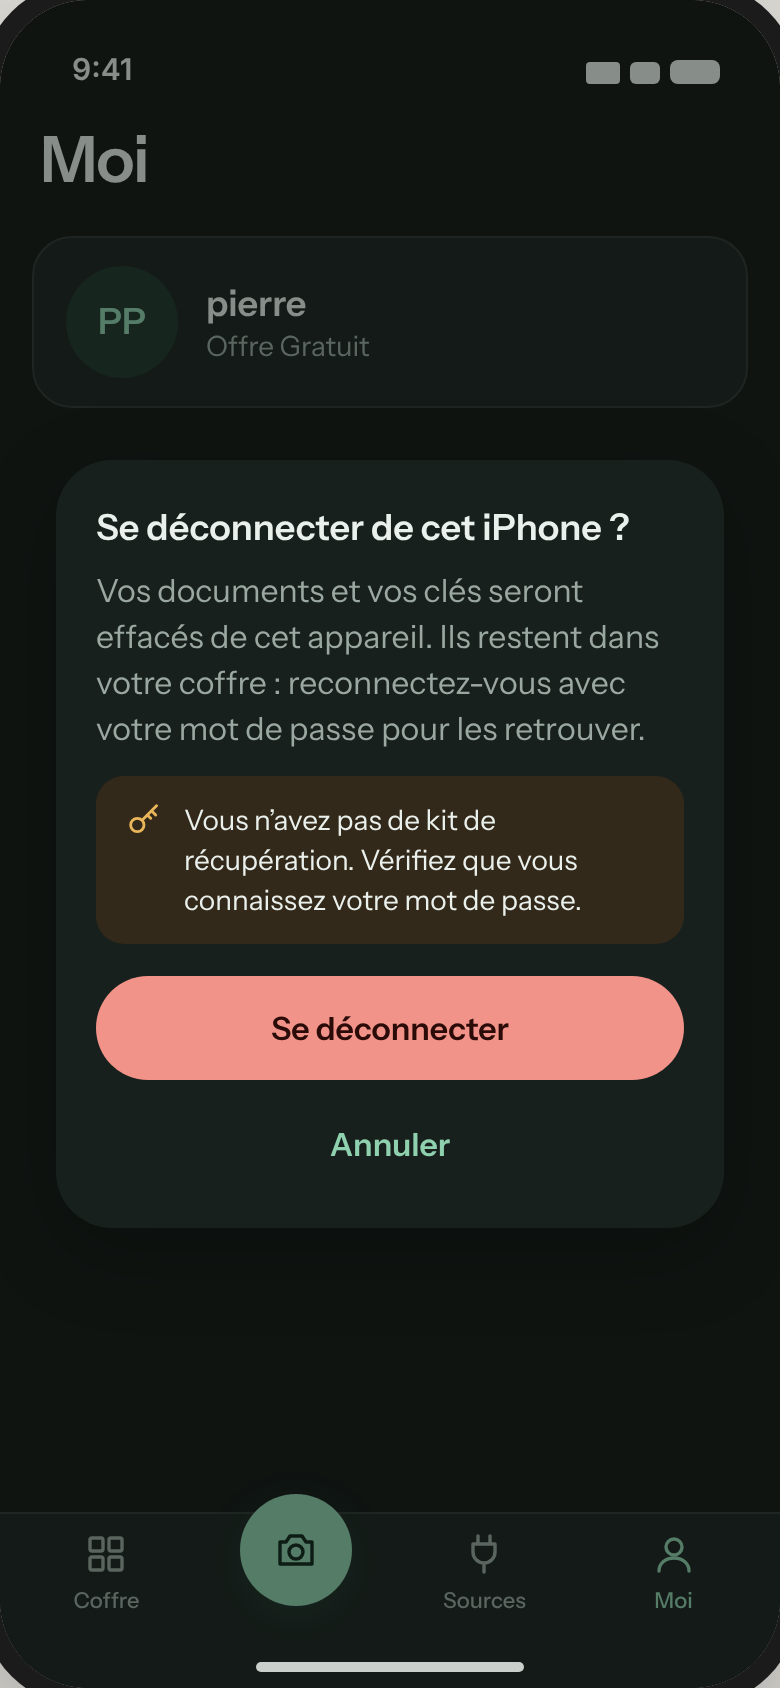 9:41
Moi
PP
pierre
Offre Gratuit
Se déconnecter de cet iPhone ?
Vos documents et vos clés seront
effacés de cet appareil. Ils restent dans
votre coffre : reconnectez-vous avec
votre mot de passe pour les retrouver.
Vous n’avez pas de kit de
récupération. Vérifiez que vous
connaissez votre mot de passe.
Se déconnecter
Annuler
Coffre
Sources
Moi